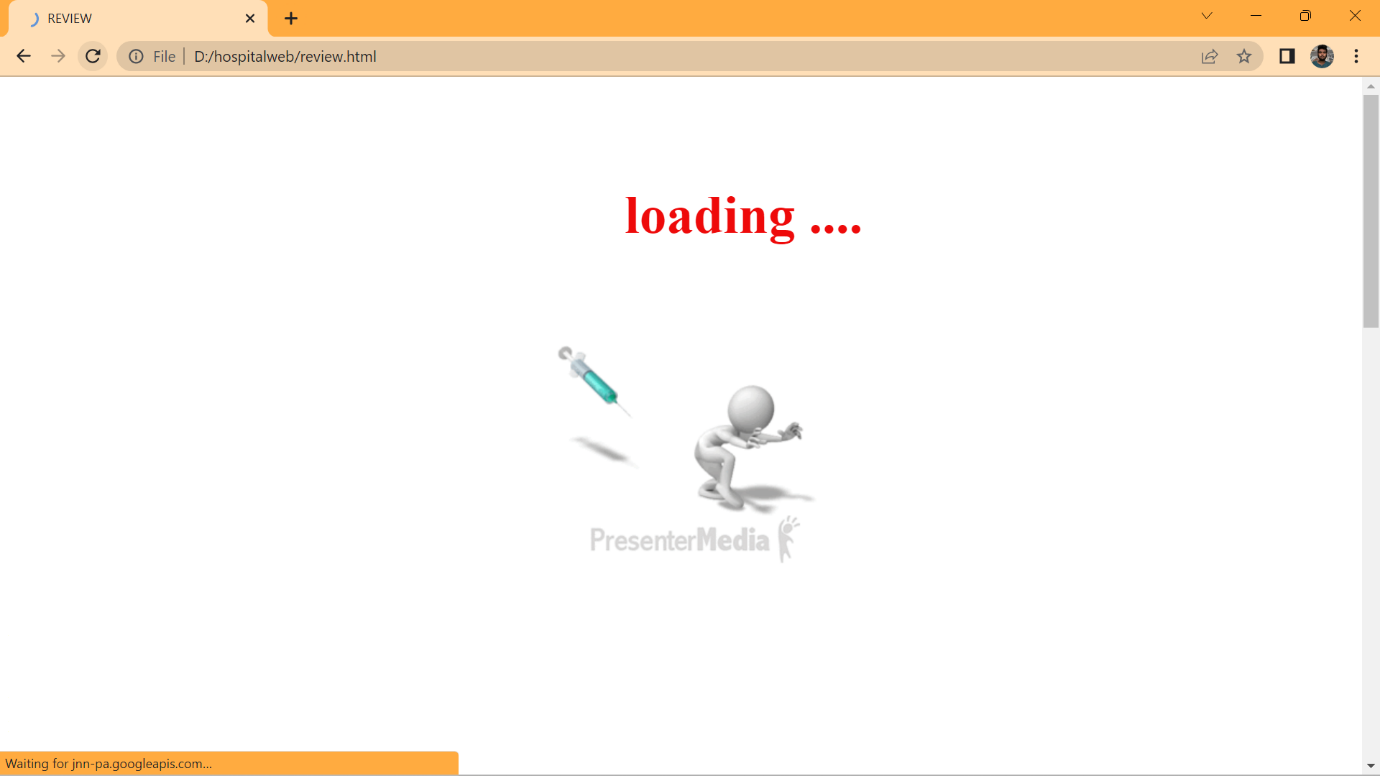 REVIEW
File
D:/hospitalweb/review.html
loading ....
PresenterMedia
Waiting for jnn-pa.googleapis.com...